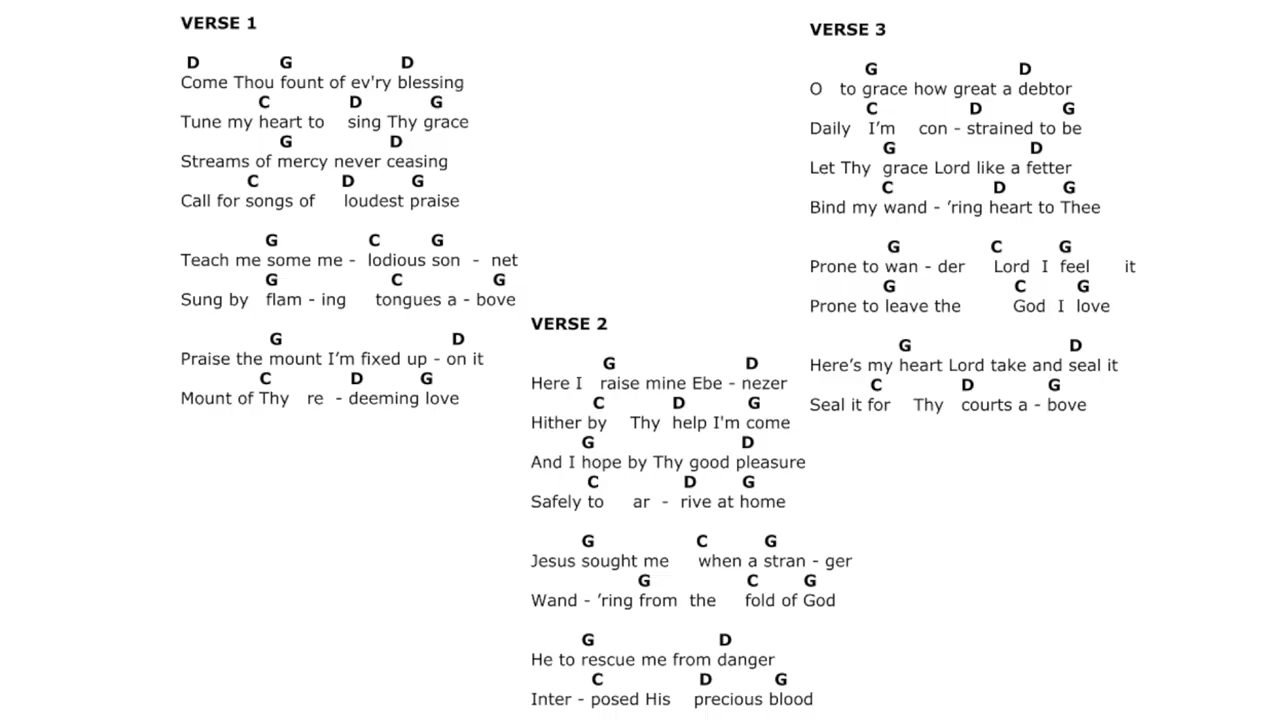 VERSE 1
D G D
Come Thou fount of ev'ry blessing
C D G
Tune my heart to sing Thy grace
G D
Streams of mercy never ceasing
C D G
Call for songs of loudest praise
G C G
Teach me some me - lodious son - net
G C G
Sung by flam - ing tongues a - bove
G D
Praise the mount I’m fixed up - on it
C D G
Mount of Thy re - deeming love
VERSE 2
G D
Here I raise mine Ebe - nezer
C D G
Hither by Thy help I'm come
G D
And I hope by Thy good pleasure
C D G
Safely to ar - rive at home
G C G
Jesus sought me when a stran - ger
G C G
Wand - ’ring from the fold of God
G D
He to rescue me from danger
C D G
Inter - posed His precious blood
VERSE 3
G D
O to grace how great a debtor
C D G
Daily I’m con - strained to be
G D
Let Thy grace Lord like a fetter
C D G
Bind my wand - ’ring heart to Thee
G C G
Prone to wan - der Lord I feel it
G C G
Prone to leave the God I love
G D
Here’s my heart Lord take and seal it
C D G
Seal it for Thy courts a - bove